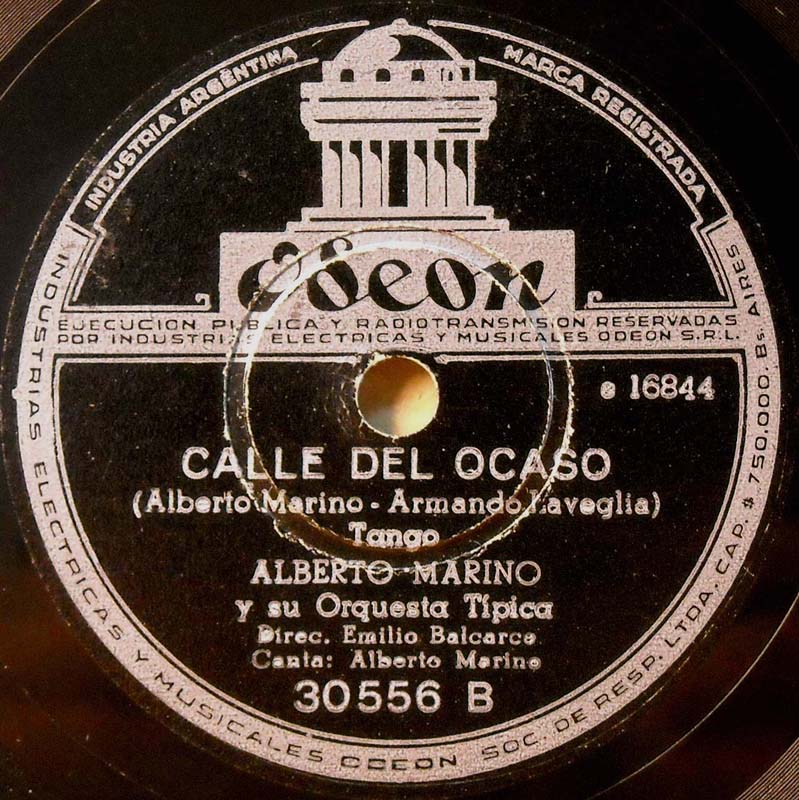 INDUSTRIA ARGENTINA
MARCA REGISTRADA
Odeon
EJECUCION PUBLICA Y RADIOTRANSMISION RESERVADAS
POR INDUSTRIAS ELECTRICAS Y MUSICALES ODEON S.R.L.
e 16844
CALLE DEL OCASO
(Alberto Marino - Armando Laveglia)
Tango
ALBERTO MARINO
y su Orquesta Típica
Direc. Emilio Balcarce
Canta: Alberto Marino
30556 B
INDUSTRIAS ELECTRICAS Y MUSICALES ODEON SOC. DE RESP. LTDA. CAP. $ 750.000. Bs. AIRES